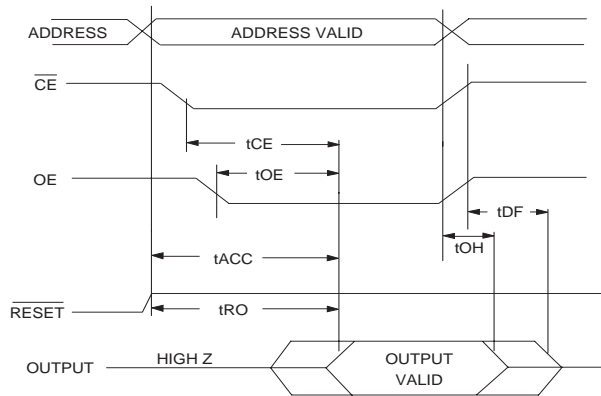 ADDRESS
ADDRESS VALID
CE
tCE
OE
tOE
tDF
tOH
tACC
RESET
tRO
OUTPUT
HIGH Z
OUTPUT
VALID